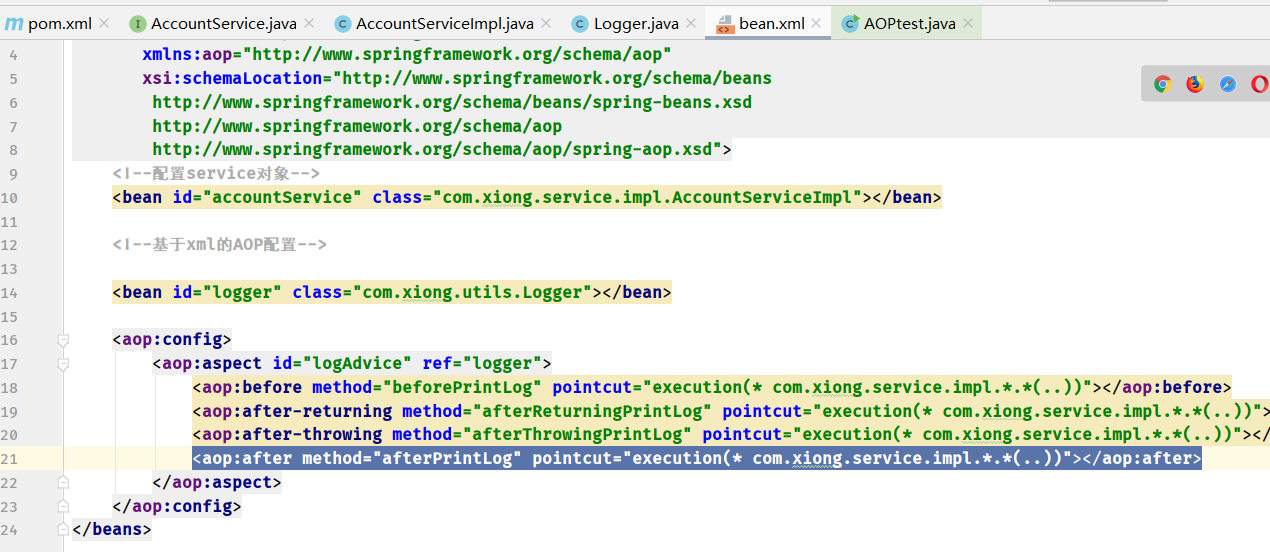 pom.xml AccountService.java AccountServiceImpl.java Logger.java bean.xml AOPtest.java
4 xmlns:aop="http://www.springframework.org/schema/aop"
5 xsi:schemaLocation="http://www.springframework.org/schema/beans
6 http://www.springframework.org/schema/beans/spring-beans.xsd
7 http://www.springframework.org/schema/aop
8 http://www.springframework.org/schema/aop/spring-aop.xsd">
9 <!--配置service对象-->
10 <bean id="accountService" class="com.xiong.service.impl.AccountServiceImpl"></bean>
11
12 <!--基于xml的AOP配置-->
13
14 <bean id="logger" class="com.xiong.utils.Logger"></bean>
15
16 <aop:config>
17 <aop:aspect id="logAdvice" ref="logger">
18 <aop:before method="beforePrintLog" pointcut="execution(* com.xiong.service.impl.*.*(..))"></aop:before>
19 <aop:after-returning method="afterReturningPrintLog" pointcut="execution(* com.xiong.service.impl.*.*(..))">
20 <aop:after-throwing method="afterThrowingPrintLog" pointcut="execution(* com.xiong.service.impl.*.*(..))"></
21 <aop:after method="afterPrintLog" pointcut="execution(* com.xiong.service.impl.*.*(..))"></aop:after>
22 </aop:aspect>
23 </aop:config>
24 </beans>